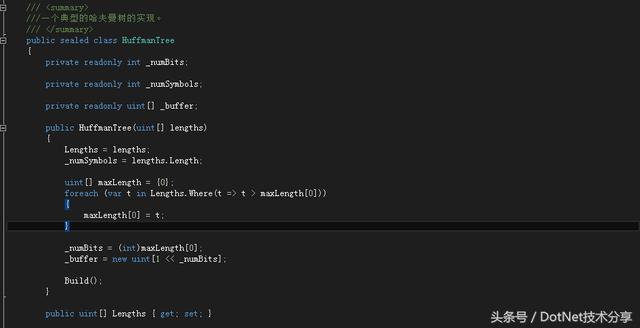 /// <summary>
///一个典型的哈夫曼树的实现。
/// </summary>
public sealed class HuffmanTree
{
private readonly int _numBits;
private readonly int _numSymbols;
private readonly uint[] _buffer;
public HuffmanTree(uint[] lengths)
{
Lengths = lengths;
_numSymbols = lengths.Length;
uint[] maxLength = {0};
foreach (var t in Lengths.Where(t => t > maxLength[0]))
{
maxLength[0] = t;
}
_numBits = (int)maxLength[0];
_buffer = new uint[1 << _numBits];
Build();
}
public uint[] Lengths { get; set; }
头条号 / DotNet技术分享